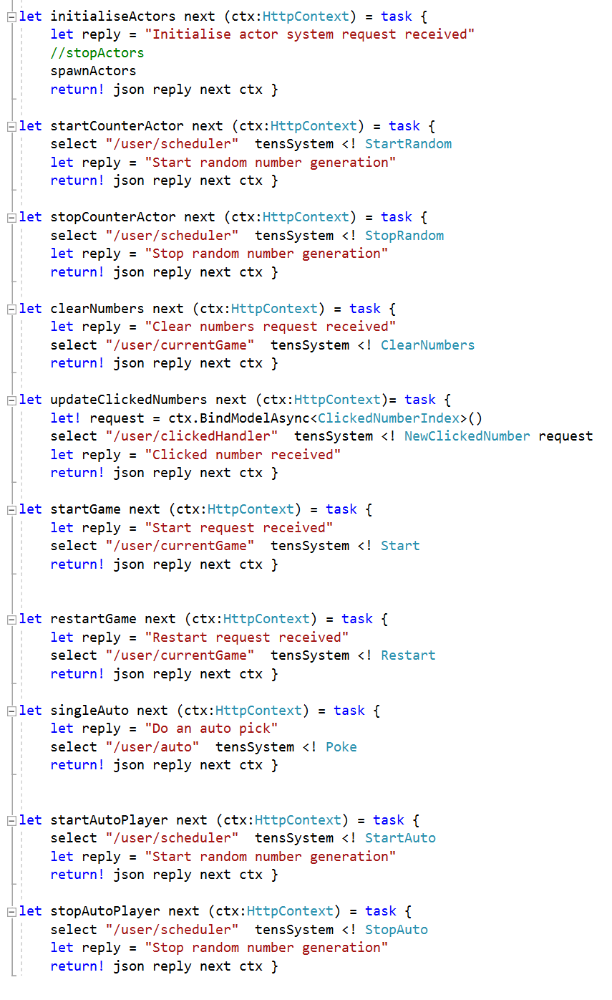 let initialiseActors next (ctx:HttpContext) = task {
    let reply = "Initialise actor system request received"
    //stopActors
    spawnActors
    return! json reply next ctx }

let startCounterActor next (ctx:HttpContext) = task {
    select "/user/scheduler"  tensSystem <! StartRandom
    let reply = "Start random number generation"
    return! json reply next ctx }

let stopCounterActor next (ctx:HttpContext) = task {
    select "/user/scheduler"  tensSystem <! StopRandom
    let reply = "Stop random number generation"
    return! json reply next ctx }

let clearNumbers next (ctx:HttpContext) = task {
    let reply = "Clear numbers request received"
    select "/user/currentGame"  tensSystem <! ClearNumbers
    return! json reply next ctx }

let updateClickedNumbers next (ctx:HttpContext)= task {
    let! request = ctx.BindModelAsync<ClickedNumberIndex>()
    select "/user/clickedHandler"  tensSystem <! NewClickedNumber request
    let reply = "Clicked number received"
    return! json reply next ctx }

let startGame next (ctx:HttpContext) = task {
    let reply = "Start request received"
    select "/user/currentGame"  tensSystem <! Start
    return! json reply next ctx }


let restartGame next (ctx:HttpContext) = task {
    let reply = "Restart request received"
    select "/user/currentGame"  tensSystem <! Restart
    return! json reply next ctx }

let singleAuto next (ctx:HttpContext) = task {
    let reply = "Do an auto pick"
    select "/user/auto"  tensSystem <! Poke
    return! json reply next ctx }


let startAutoPlayer next (ctx:HttpContext) = task {
    select "/user/scheduler"  tensSystem <! StartAuto
    let reply = "Start random number generation"
    return! json reply next ctx }

let stopAutoPlayer next (ctx:HttpContext) = task {
    select "/user/scheduler"  tensSystem <! StopAuto
    let reply = "Stop random number generation"
    return! json reply next ctx }